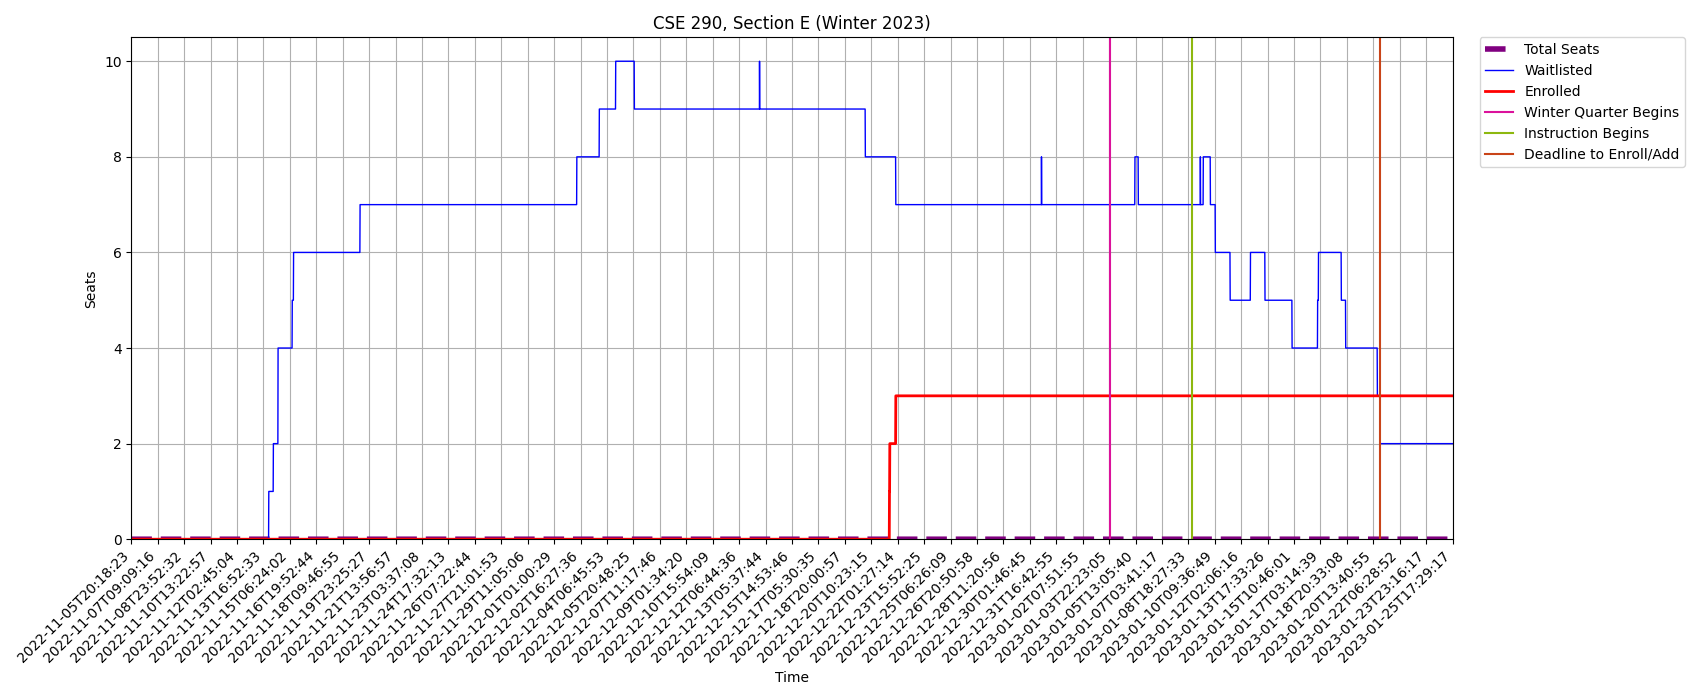 CSE 290, Section E (Winter 2023)
Total Seats
Waitlisted
Enrolled
Winter Quarter Begins
Instruction Begins
Deadline to Enroll/Add
Seats
10
8
6
4
2
0
2022-11-05T20:18:23
2022-11-07T09:09:16
2022-11-08T23:52:32
2022-11-10T13:22:57
2022-11-12T02:45:04
2022-11-13T16:52:33
2022-11-15T06:24:02
2022-11-16T19:52:44
2022-11-18T09:46:55
2022-11-19T23:25:27
2022-11-21T13:56:57
2022-11-23T03:37:08
2022-11-24T17:32:13
2022-11-26T07:22:44
2022-11-27T21:01:53
2022-11-29T11:05:06
2022-12-01T01:00:29
2022-12-02T16:27:36
2022-12-04T06:45:53
2022-12-05T20:48:25
2022-12-07T11:17:46
2022-12-09T01:34:20
2022-12-10T15:54:09
2022-12-12T06:44:36
2022-12-13T05:37:44
2022-12-15T14:53:46
2022-12-17T05:30:35
2022-12-18T20:00:57
2022-12-20T10:23:15
2022-12-22T01:27:14
2022-12-23T15:52:25
2022-12-25T06:26:09
2022-12-26T20:50:58
2022-12-28T11:20:56
2022-12-30T01:46:45
2022-12-31T16:42:55
2023-01-02T07:51:55
2023-01-03T22:23:05
2023-01-05T13:05:40
2023-01-07T03:41:17
2023-01-08T18:27:33
2023-01-10T09:36:49
2023-01-12T02:06:16
2023-01-13T17:33:26
2023-01-15T10:46:01
2023-01-17T03:14:39
2023-01-18T20:33:08
2023-01-20T13:40:55
2023-01-22T06:28:52
2023-01-23T23:16:17
2023-01-25T17:29:17
Time